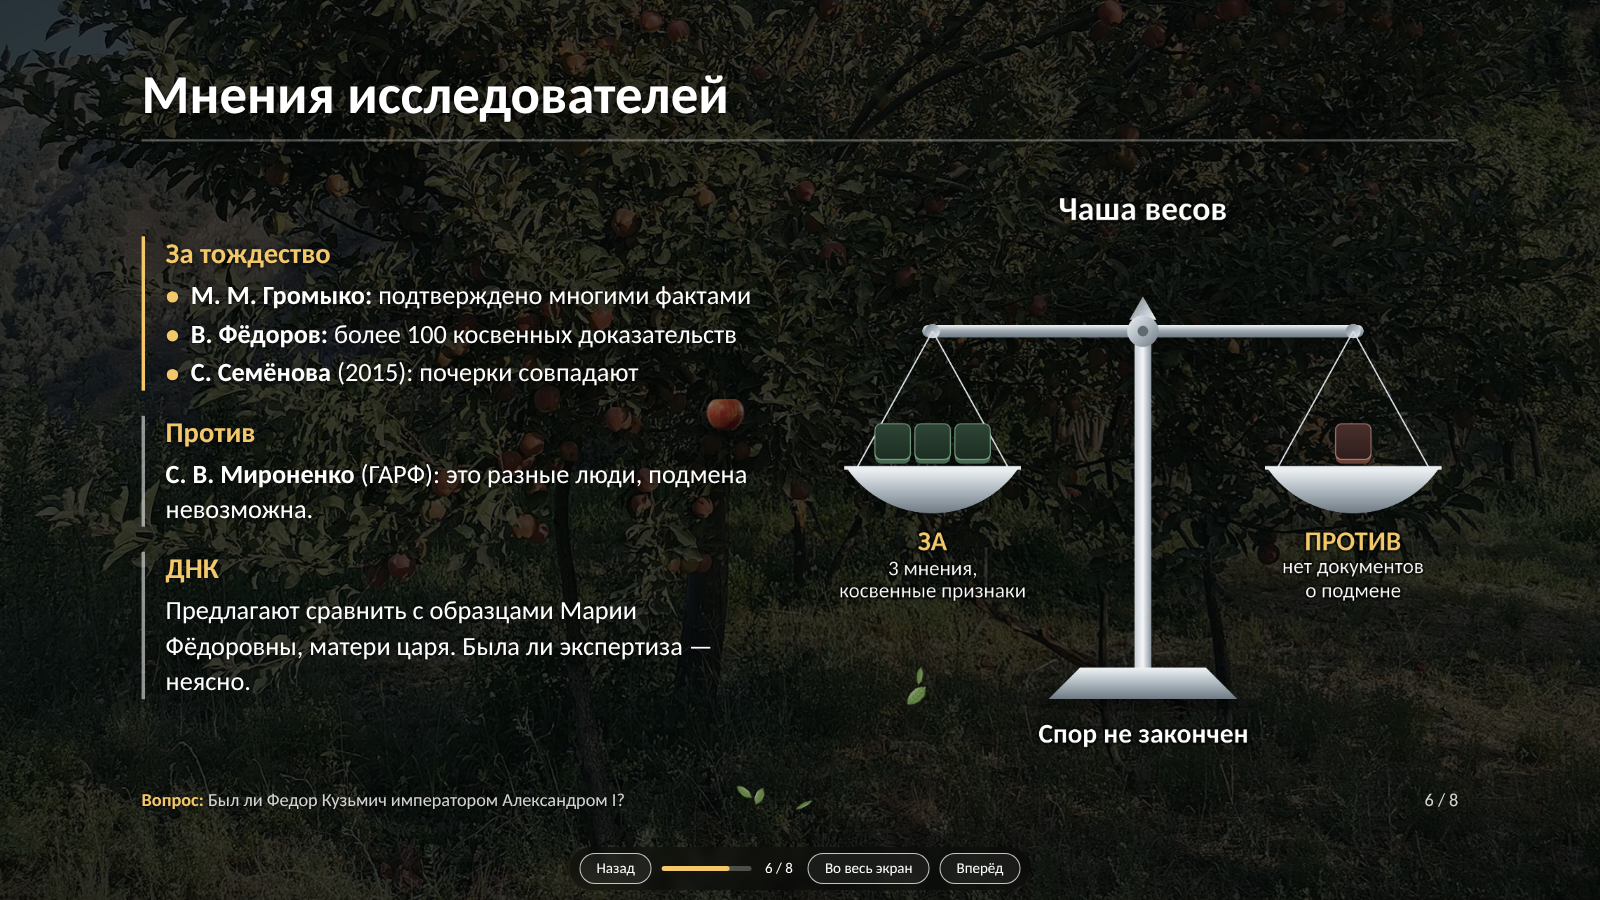 Мнения исследователей
За тождество
М. М. Громыко: подтверждено многими фактами
В. Фёдоров: более 100 косвенных доказательств
С. Семёнова (2015): почерки совпадают
Против
С. В. Мироненко (ГАРФ): это разные люди, подмена
невозможна.
ДНК
Предлагают сравнить с образцами Марии
Фёдоровны, матери царя. Была ли экспертиза —
неясно.
Чаша весов
ЗА
3 мнения,
косвенные признаки
ПРОТИВ
нет документов
о подмене
Спор не закончен
Вопрос: Был ли Федор Кузьмич императором Александром I?
6 / 8
Назад
6 / 8
Во весь экран
Вперёд